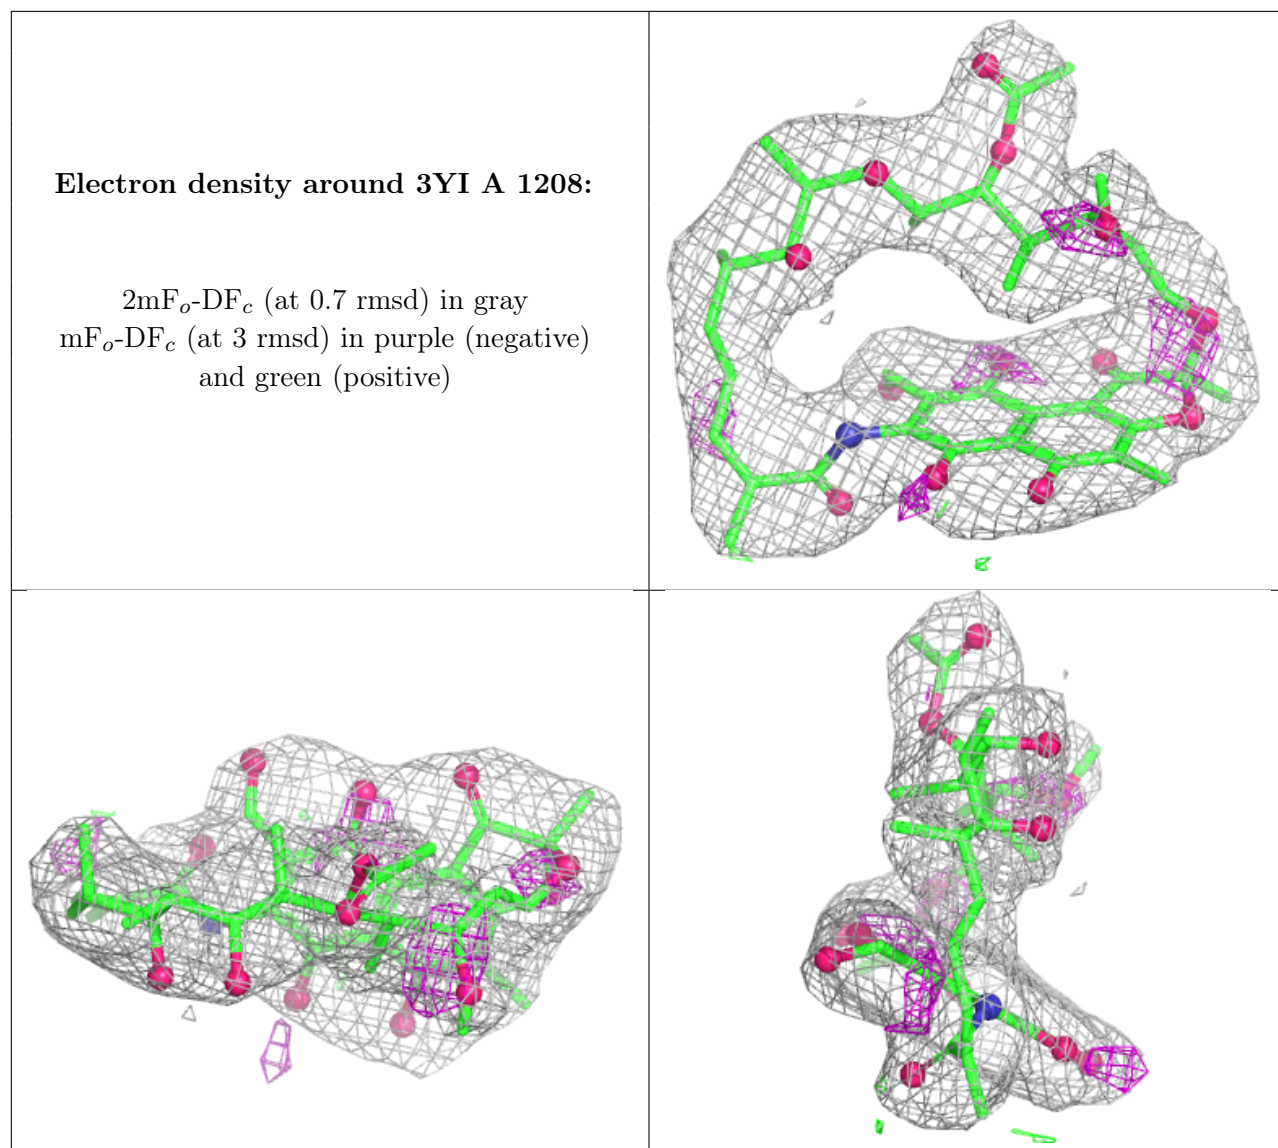 Electron density around 3YI A 1208:
2mFo-DFc (at 0.7 rmsd) in gray
mFo-DFc (at 3 rmsd) in purple (negative)
and green (positive)